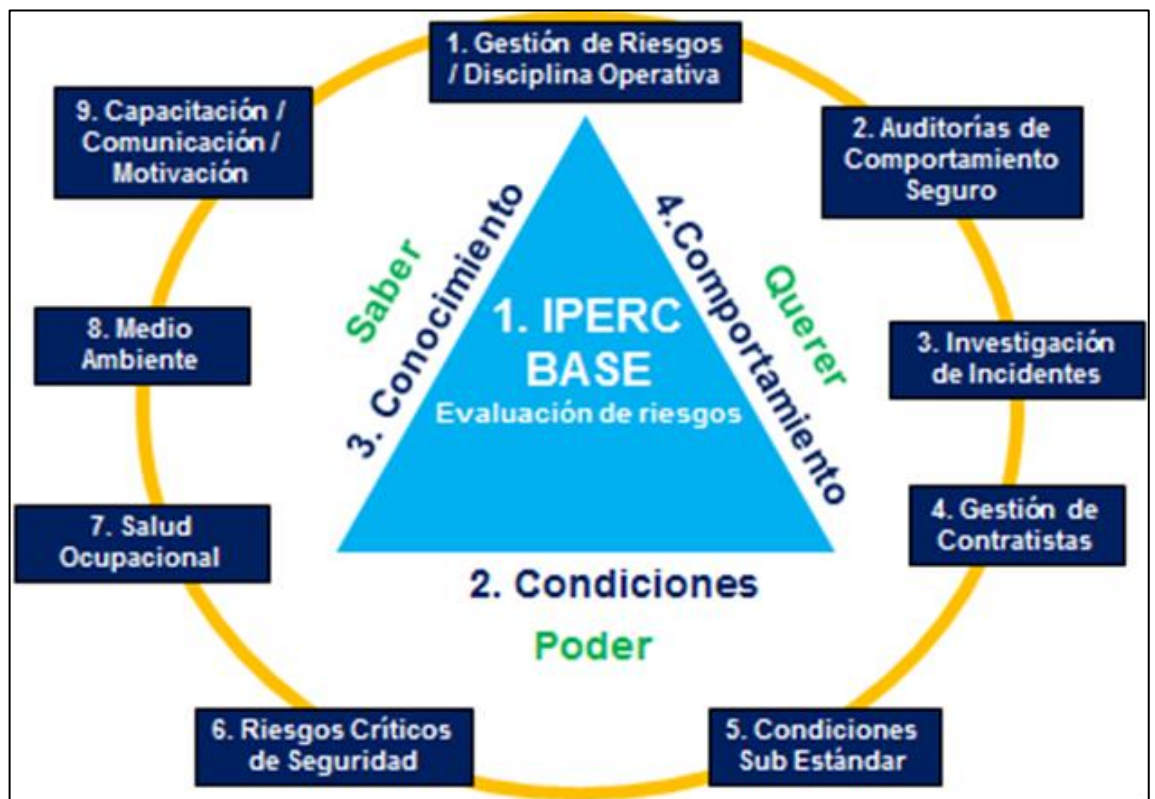 1. Gestión de Riesgos
/ Disciplina Operativa
2. Auditorías de
Comportamiento
Seguro
3. Investigación
de Incidentes
4. Gestión de
Contratistas
5. Condiciones
Sub Estándar
6. Riesgos Críticos
de Seguridad
7. Salud
Ocupacional
8. Medio
Ambiente
9. Capacitación /
Comunicación /
Motivación
Saber
3. Conocimiento
4.Comportamiento
Querer
1. IPERC
BASE
Evaluación de riesgos
2. Condiciones
Poder